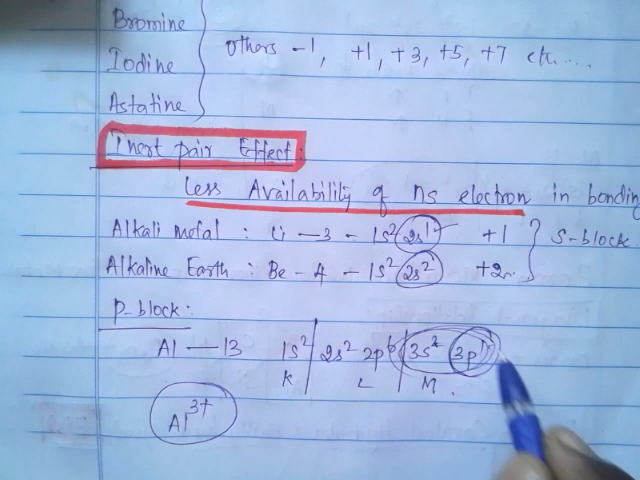 Bromine
Iodine
Astatine
others -1, +1, +3, +5, +7 etc....
Inert pair Effect:
Less Availability of ns electron in bonding
Alkali metal : Li — 3 - 1s² 2s¹ +1
Alkaline Earth : Be - 4 - 1s² 2s² +2
S-block
P-block:
Al — 13 1s² 2s² 2p⁶ 3s² 3p¹
K L M.
Al³⁺